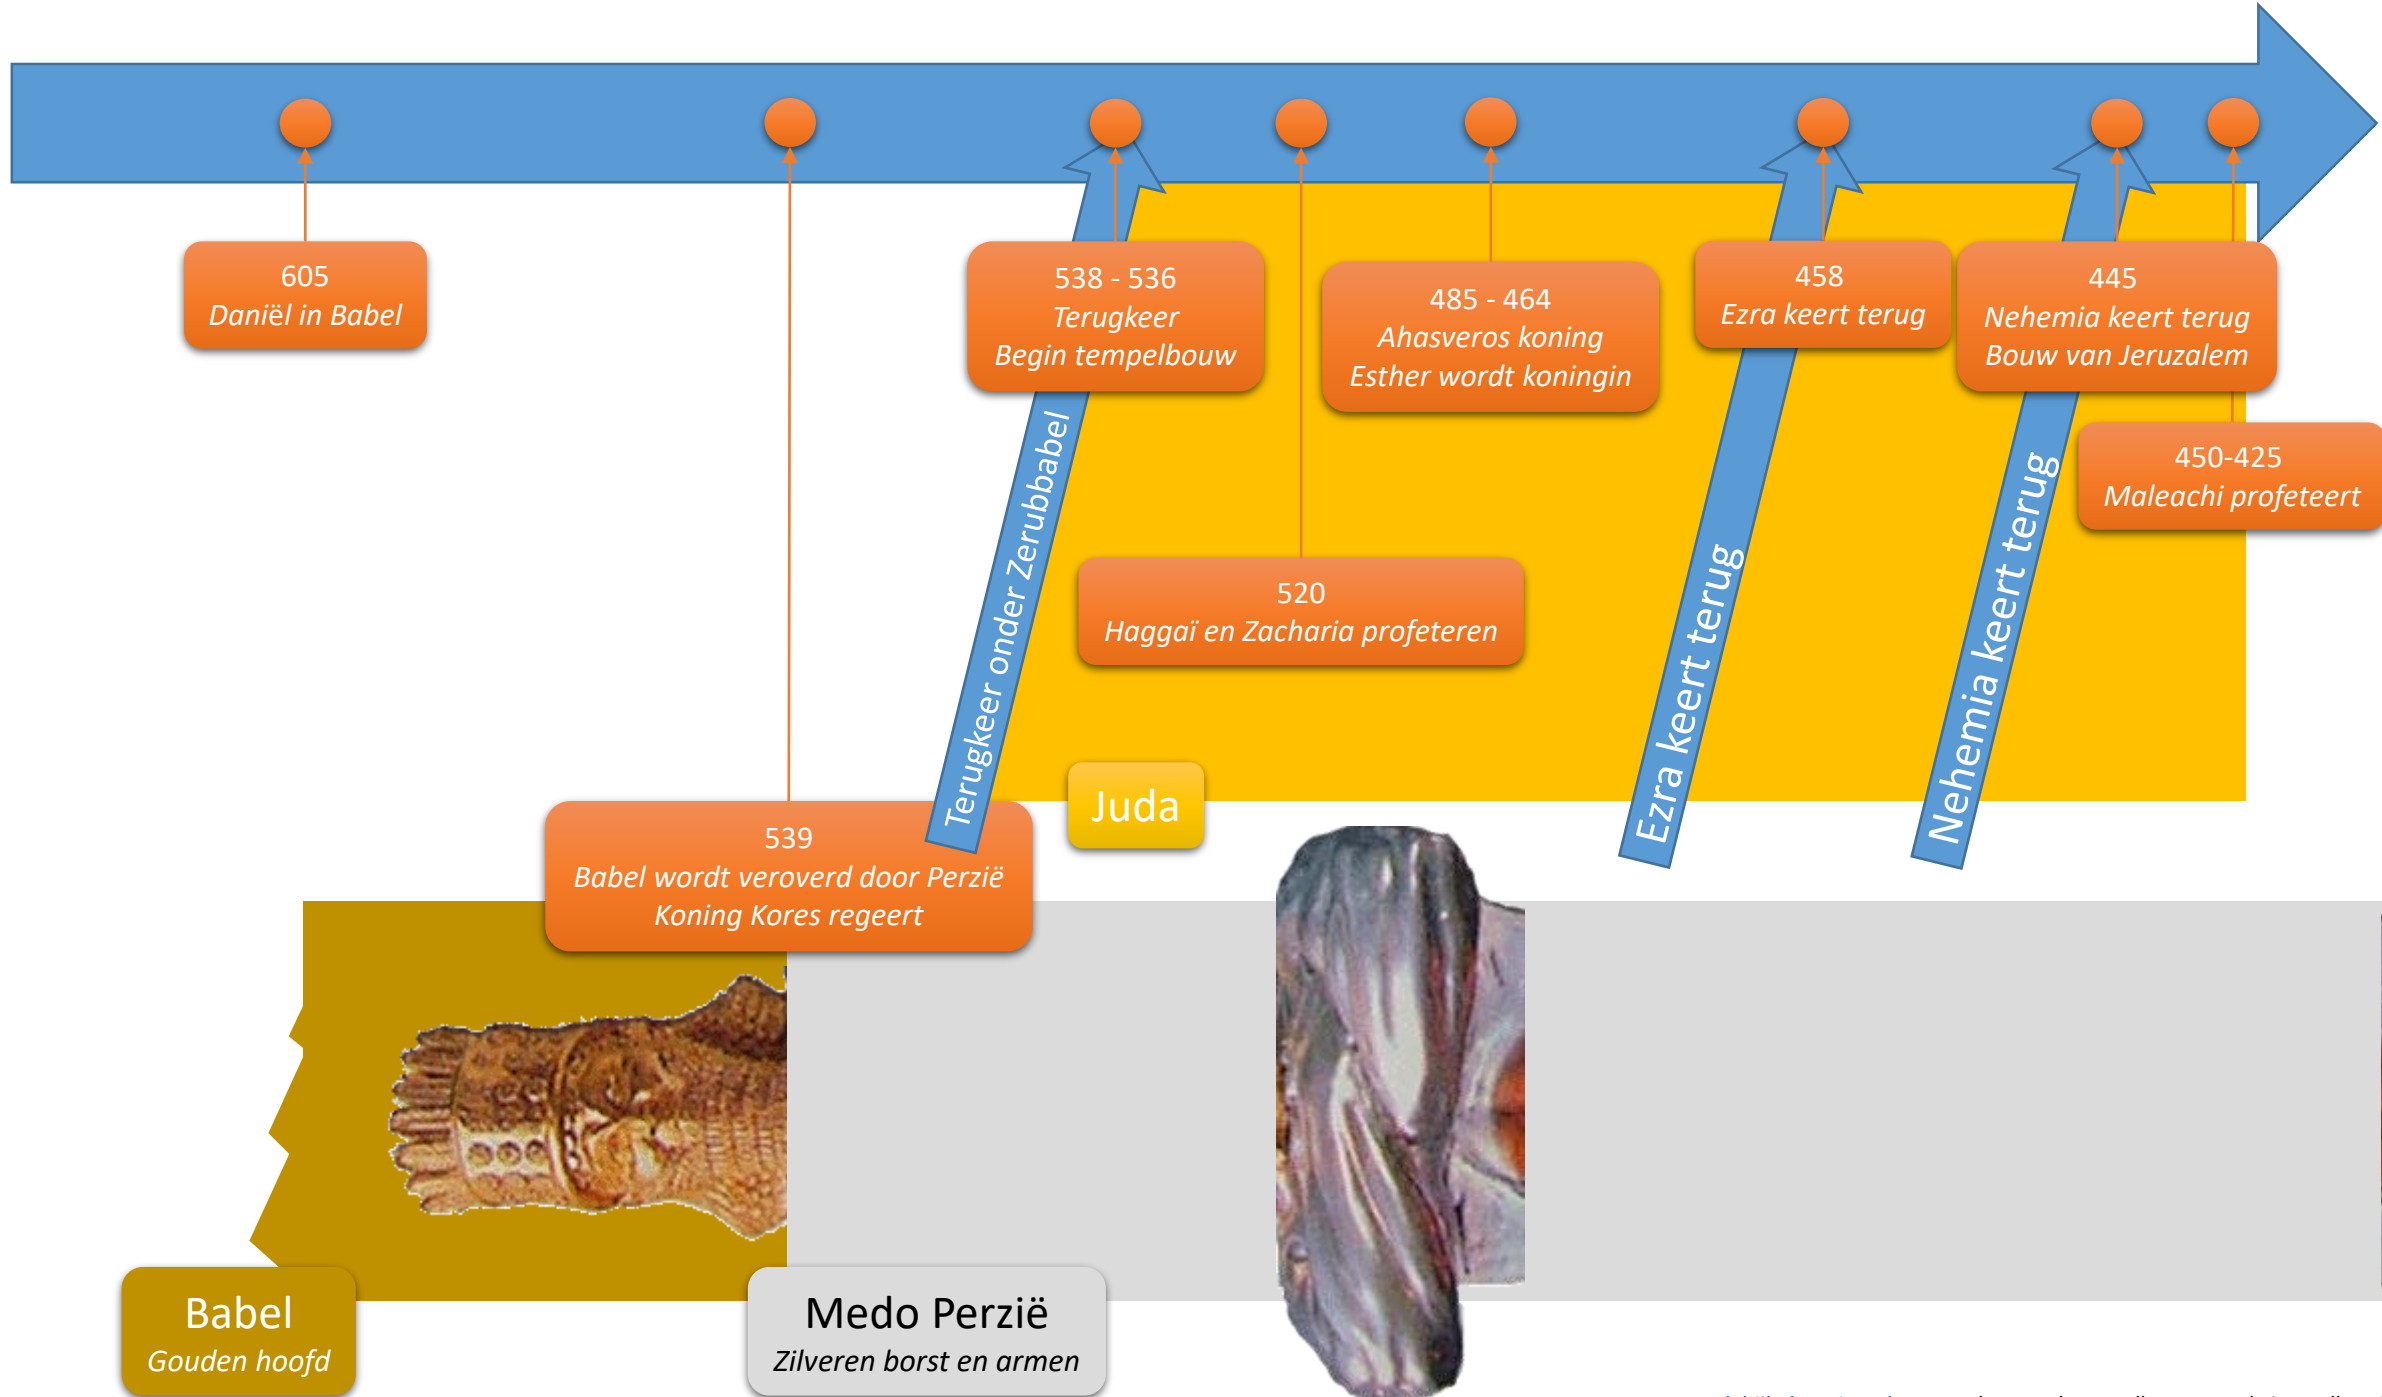 605
Daniël in Babel
538 - 536
Terugkeer
Begin tempelbouw
485 - 464
Ahasveros koning
Esther wordt koningin
458
Ezra keert terug
445
Nehemia keert terug
Bouw van Jeruzalem
450-425
Maleachi profeteert
520
Haggaï en Zacharia profeteren
Terugkeer onder Zerubbabel
Ezra keert terug
Nehemia keert terug
Juda
539
Babel wordt veroverd door Perzië
Koning Kores regeert
Babel
Gouden hoofd
Medo Perzië
Zilveren borst en armen